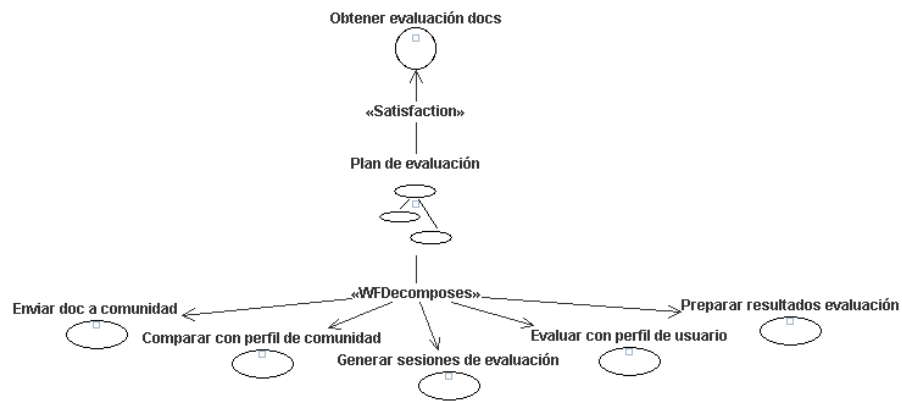 Obtener evaluación docs
«Satisfaction»
Plan de evaluación
«WFDecomposes»
Enviar doc a comunidad
Preparar resultados evaluación
Comparar con perfil de comunidad
Evaluar con perfil de usuario
Generar sesiones de evaluación